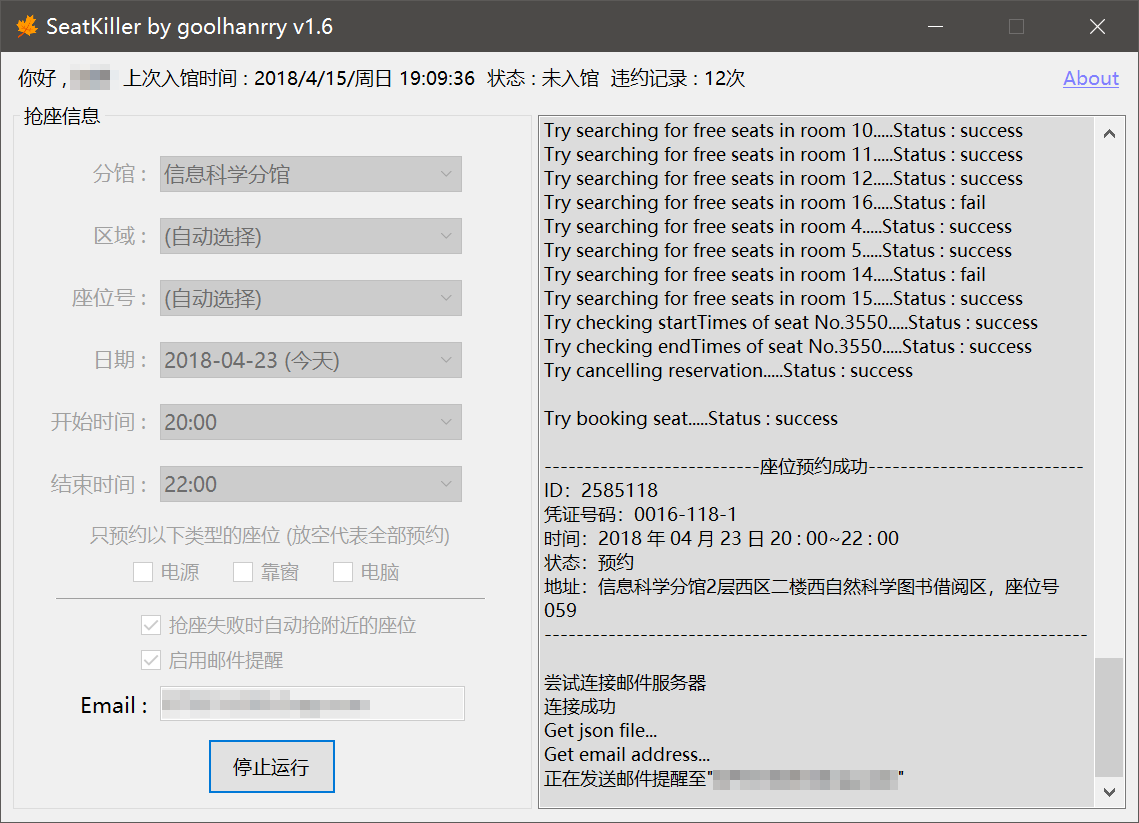 SeatKiller by goolhanrry v1.6
你好 , 上次入馆时间 : 2018/4/15/周日 19:09:36 状态 : 未入馆 违约记录 : 12次
About
抢座信息
分馆 : 信息科学分馆
区域 : (自动选择)
座位号 : (自动选择)
日期 : 2018-04-23 (今天)
开始时间 : 20:00
结束时间 : 22:00
只预约以下类型的座位 (放空代表全部预约)
电源 靠窗 电脑
抢座失败时自动抢附近的座位
启用邮件提醒
Email :
停止运行
Try searching for free seats in room 10.....Status : success
Try searching for free seats in room 11.....Status : success
Try searching for free seats in room 12.....Status : success
Try searching for free seats in room 16.....Status : fail
Try searching for free seats in room 4.....Status : success
Try searching for free seats in room 5.....Status : success
Try searching for free seats in room 14.....Status : fail
Try searching for free seats in room 15.....Status : success
Try checking startTimes of seat No.3550.....Status : success
Try checking endTimes of seat No.3550.....Status : success
Try cancelling reservation.....Status : success
Try booking seat.....Status : success
---------------------------座位预约成功---------------------------
ID：2585118
凭证号码：0016-118-1
时间：2018 年 04 月 23 日 20 : 00~22 : 00
状态：预约
地址：信息科学分馆2层西区二楼西自然科学图书借阅区，座位号
059
--------------------------------------------------------------------
尝试连接邮件服务器
连接成功
Get json file...
Get email address...
正在发送邮件提醒至" "